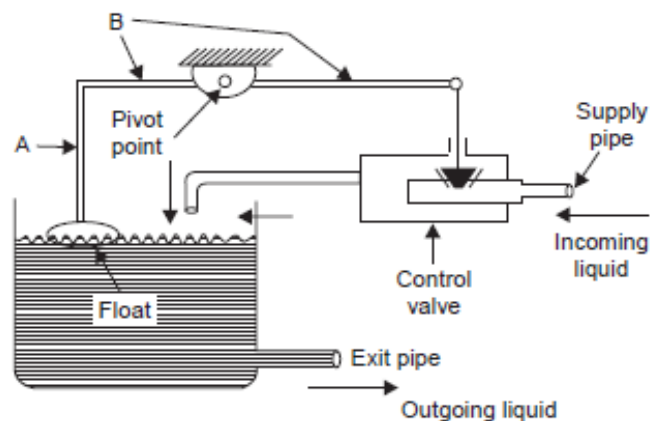 B
Pivot
point
A
Supply
pipe
Incoming
liquid
Control
valve
Float
Exit pipe
Outgoing liquid